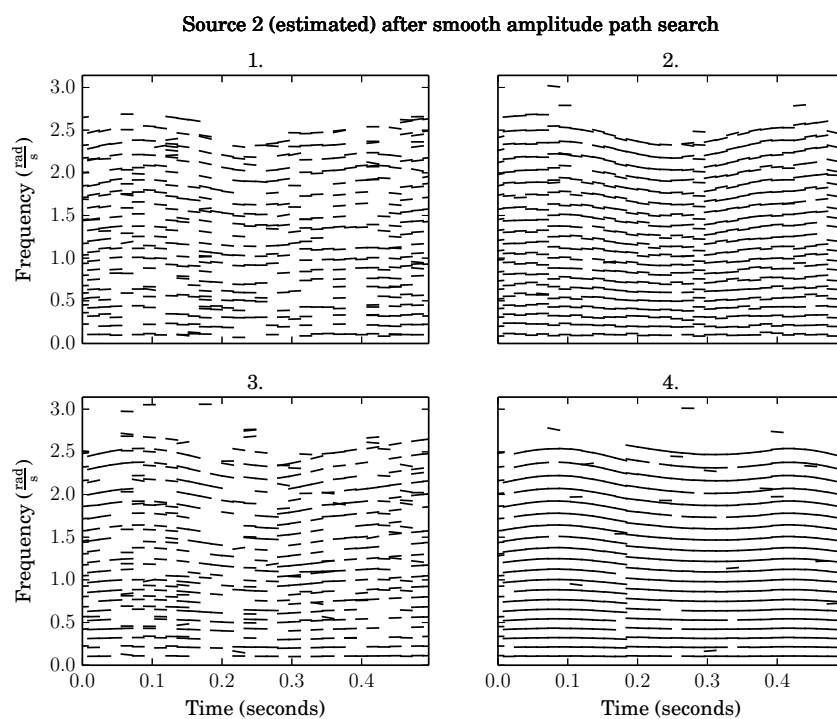 Source 2 (estimated) after smooth amplitude path search
1.
2.
3.0
2.5
2.0
1.5
1.0
0.5
0.0
Frequency (rad/s)
3.
4.
3.0
2.5
2.0
1.5
1.0
0.5
0.0
Frequency (rad/s)
0.0 0.1 0.2 0.3 0.4
0.0 0.1 0.2 0.3 0.4
Time (seconds)
Time (seconds)